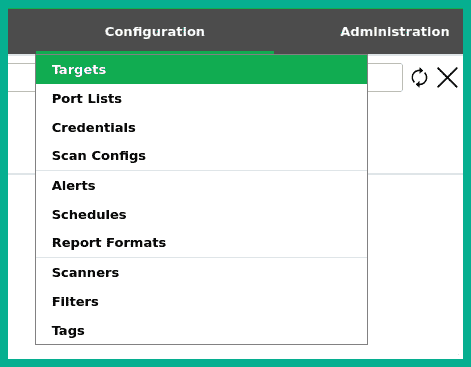 Configuration Administration
Targets
Port Lists
Credentials
Scan Configs
Alerts
Schedules
Report Formats
Scanners
Filters
Tags